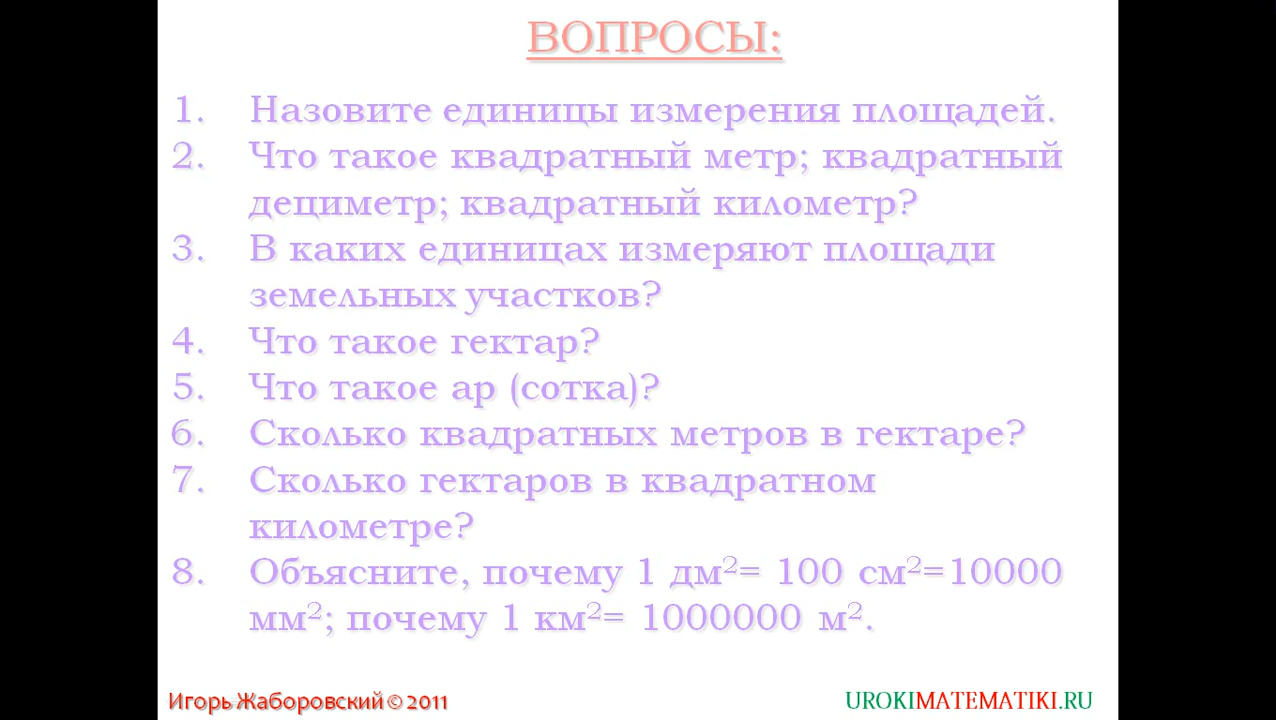 ВОПРОСЫ:
1. Назовите единицы измерения площадей.
2. Что такое квадратный метр; квадратный
дециметр; квадратный километр?
3. В каких единицах измеряют площади
земельных участков?
4. Что такое гектар?
5. Что такое ар (сотка)?
6. Сколько квадратных метров в гектаре?
7. Сколько гектаров в квадратном
километре?
8. Объясните, почему 1 дм²= 100 см²=10000
мм²; почему 1 км²= 1000000 м².
Игорь Жаборовский © 2011
UROKIMATEMATIKI.RU